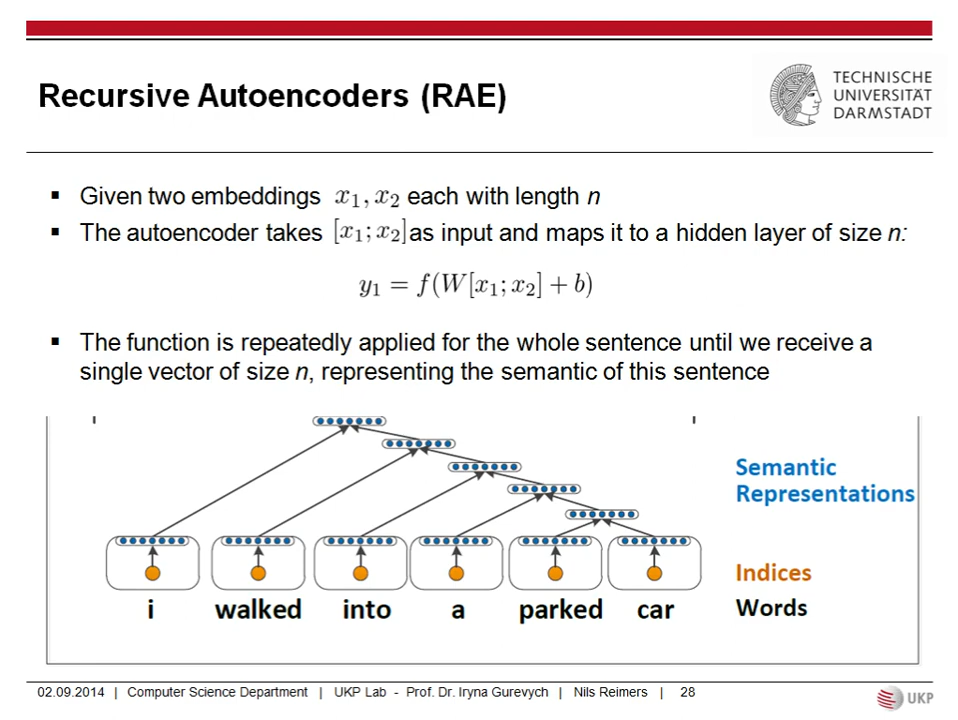 Recursive Autoencoders (RAE)
TECHNISCHE
UNIVERSITÄT
DARMSTADT
▪ Given two embeddings x₁, x₂ each with length n
▪ The autoencoder takes [x₁; x₂] as input and maps it to a hidden layer of size n:
y₁ = f(W[x₁; x₂] + b)
▪ The function is repeatedly applied for the whole sentence until we receive a
single vector of size n, representing the semantic of this sentence
Semantic
Representations
Indices
i walked into a parked car Words
02.09.2014 | Computer Science Department | UKP Lab - Prof. Dr. Iryna Gurevych | Nils Reimers | 28
UKP